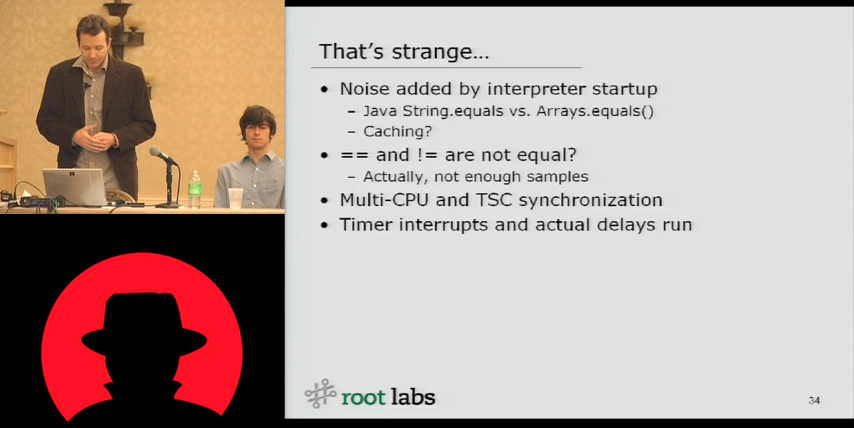 That's strange...
• Noise added by interpreter startup
– Java String.equals vs. Arrays.equals()
– Caching?
• == and != are not equal?
– Actually, not enough samples
• Multi-CPU and TSC synchronization
• Timer interrupts and actual delays run
root labs
34